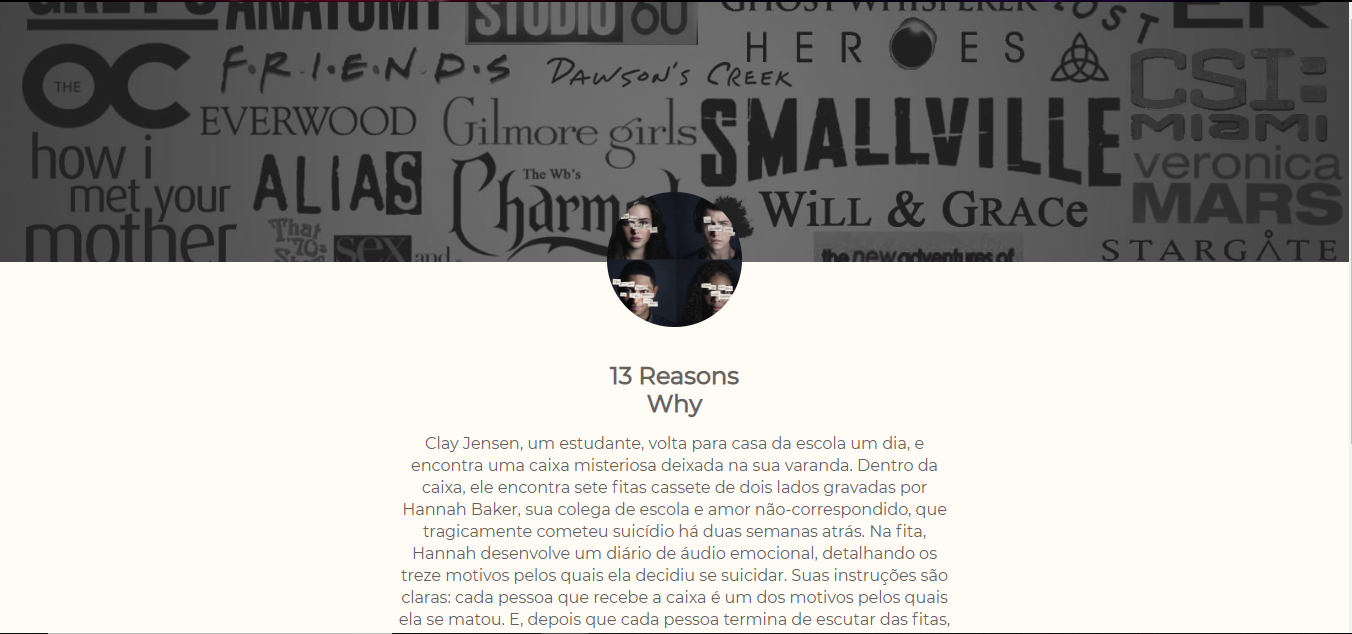 GREY'S ANATOMY
STUDIO 60
GHOST WHISPERER
LOST
ER
THE OC
F·R·I·E·N·D·S
DAWSON'S CREEK
HEROES
CSI:
MIAMI
EVERWOOD
Gilmore girls
SMALLVILLE
how i
met your
mother
ALIAS
The Wb's
Charmed
WiLL & GRACe
veronica
MARS
That
'70s
Show
sex and
the new adventures of
STARGATE
13 Reasons
Why
Clay Jensen, um estudante, volta para casa da escola um dia, e
encontra uma caixa misteriosa deixada na sua varanda. Dentro da
caixa, ele encontra sete fitas cassete de dois lados gravadas por
Hannah Baker, sua colega de escola e amor não-correspondido, que
tragicamente cometeu suicídio há duas semanas atrás. Na fita,
Hannah desenvolve um diário de áudio emocional, detalhando os
treze motivos pelos quais ela decidiu se suicidar. Suas instruções são
claras: cada pessoa que recebe a caixa é um dos motivos pelos quais
ela se matou. E, depois que cada pessoa termina de escutar das fitas,